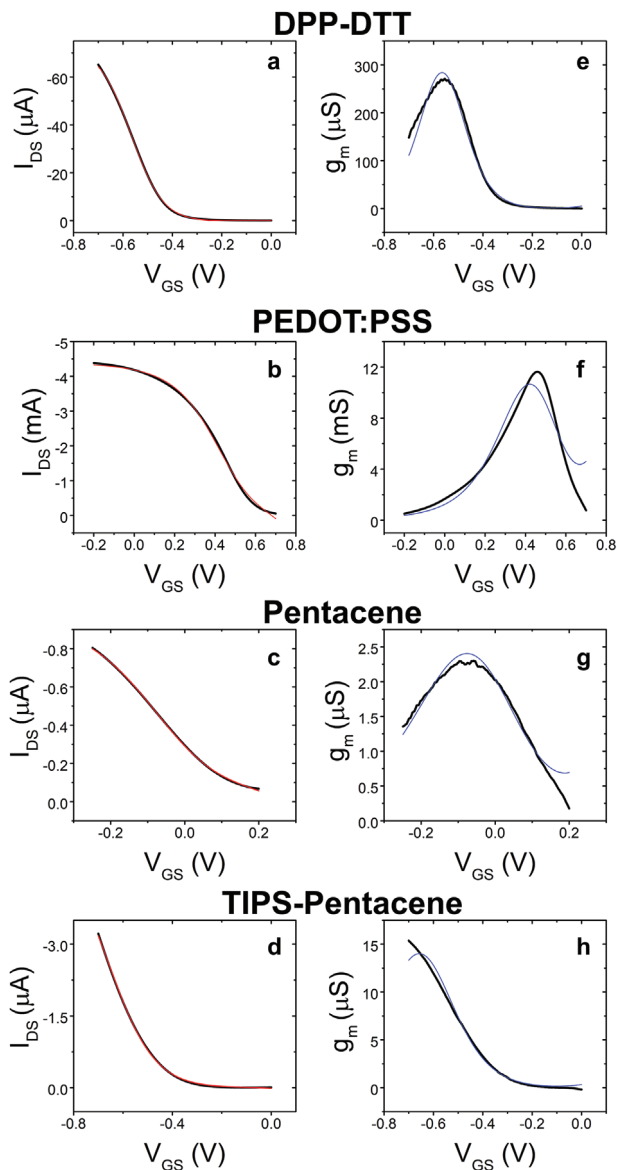 DPP-DTT
a
-60
-40
-20
0
I_DS (μA)
-0.8 -0.6 -0.4 -0.2 0.0
V_GS (V)
e
300
200
100
0
g_m (μS)
-0.8 -0.6 -0.4 -0.2 0.0
V_GS (V)
PEDOT:PSS
b
-5
-4
-3
-2
-1
0
I_DS (mA)
-0.2 0.0 0.2 0.4 0.6 0.8
V_GS (V)
f
12
8
4
0
g_m (mS)
-0.2 0.0 0.2 0.4 0.6 0.8
V_GS (V)
Pentacene
c
-0.8
-0.6
-0.4
-0.2
0.0
I_DS (μA)
-0.2 0.0 0.2
V_GS (V)
g
2.5
2.0
1.5
1.0
0.5
0.0
g_m (μS)
-0.2 0.0 0.2
V_GS (V)
TIPS-Pentacene
d
-3.0
-1.5
0.0
I_DS (μA)
-0.8 -0.6 -0.4 -0.2 0.0
V_GS (V)
h
15
10
5
0
g_m (μS)
-0.8 -0.6 -0.4 -0.2 0.0
V_GS (V)